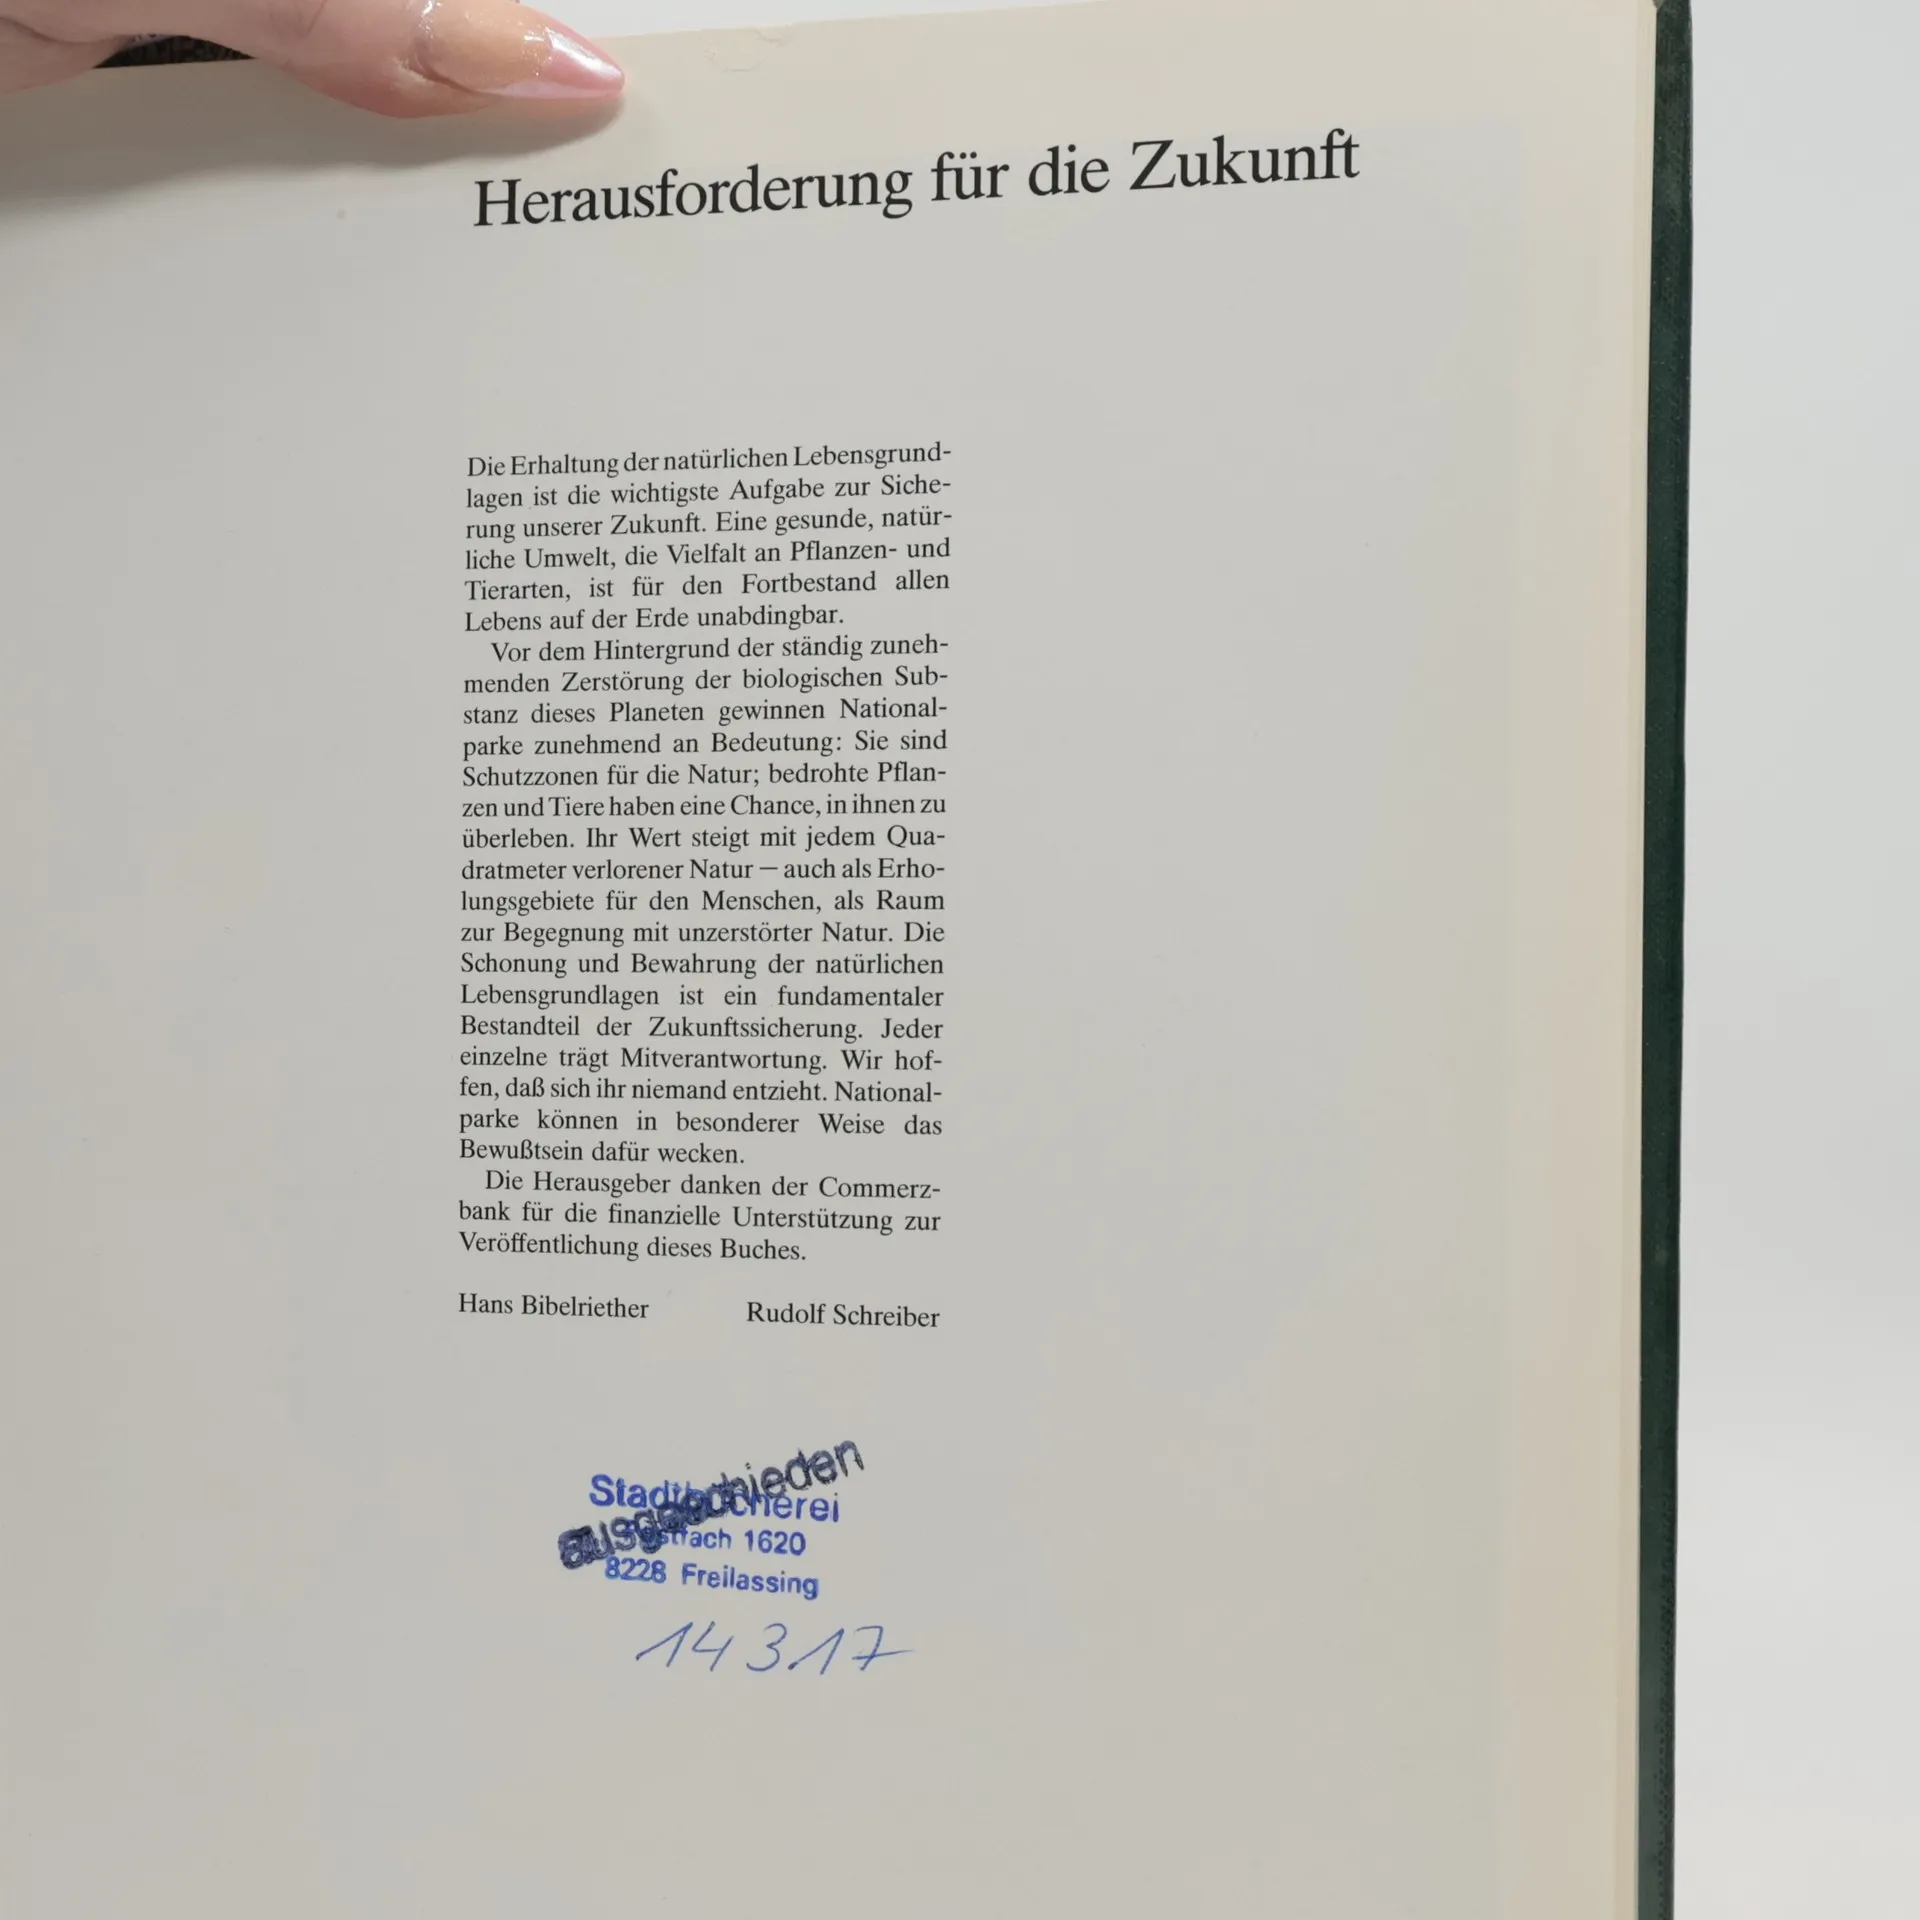 Herausforderung für die Zukunft
Die Erhaltung der natürlichen Lebensgrund-
lagen ist die wichtigste Aufgabe zur Siche-
rung unserer Zukunft. Eine gesunde, natür-
liche Umwelt, die Vielfalt an Pflanzen- und
Tierarten, ist für den Fortbestand allen
Lebens auf der Erde unabdingbar.
Vor dem Hintergrund der ständig zuneh-
menden Zerstörung der biologischen Sub-
stanz dieses Planeten gewinnen National-
parke zunehmend an Bedeutung: Sie sind
Schutzzonen für die Natur; bedrohte Pflan-
zen und Tiere haben eine Chance, in ihnen zu
überleben. Ihr Wert steigt mit jedem Qua-
dratmeter verlorener Natur — auch als Erho-
lungsgebiete für den Menschen, als Raum
zur Begegnung mit unzerstörter Natur. Die
Schonung und Bewahrung der natürlichen
Lebensgrundlagen ist ein fundamentaler
Bestandteil der Zukunftssicherung. Jeder
einzelne trägt Mitverantwortung. Wir hof-
fen, daß sich ihr niemand entzieht. National-
parke können in besonderer Weise das
Bewußtsein dafür wecken.
Die Herausgeber danken der Commerz-
bank für die finanzielle Unterstützung zur
Veröffentlichung dieses Buches.
Hans Bibelriether Rudolf Schreiber
ausgeschieden
Stadtbücherei
Postfach 1620
8228 Freilassing
14 3.17